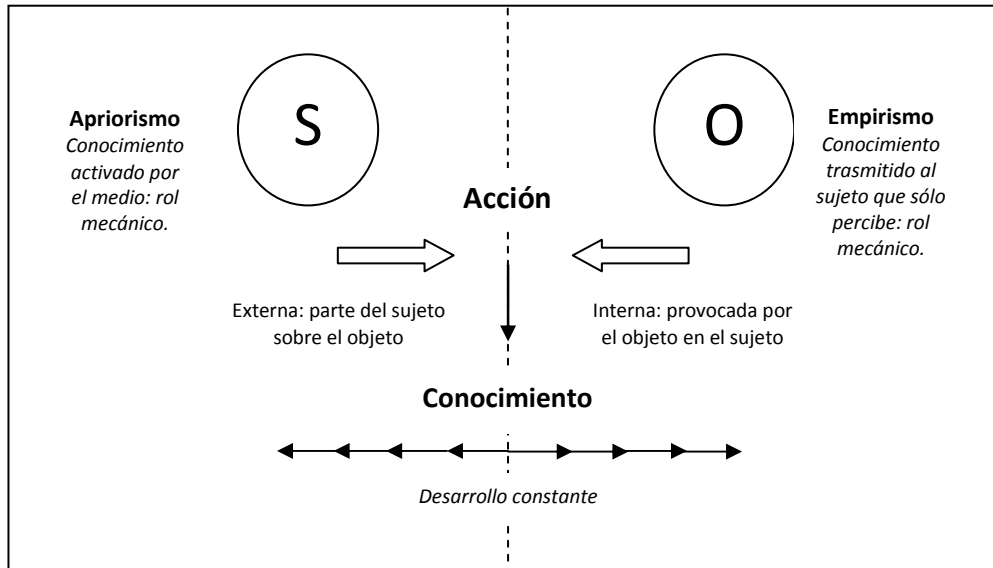 S
O
Apriorismo
Conocimiento
activado por
el medio: rol
mecánico.
Empirismo
Conocimiento
trasmitido al
sujeto que sólo
percibe: rol
mecánico.
Acción
Externa: parte del sujeto
sobre el objeto
Interna: provocada por
el objeto en el sujeto
Conocimiento
Desarrollo constante